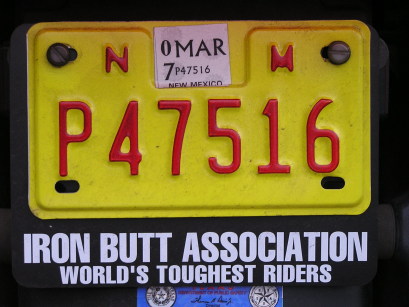 N 0 MAR M
7 P47516
NEW MEXICO
P47516
IRON BUTT ASSOCIATION
WORLD'S TOUGHEST RIDERS